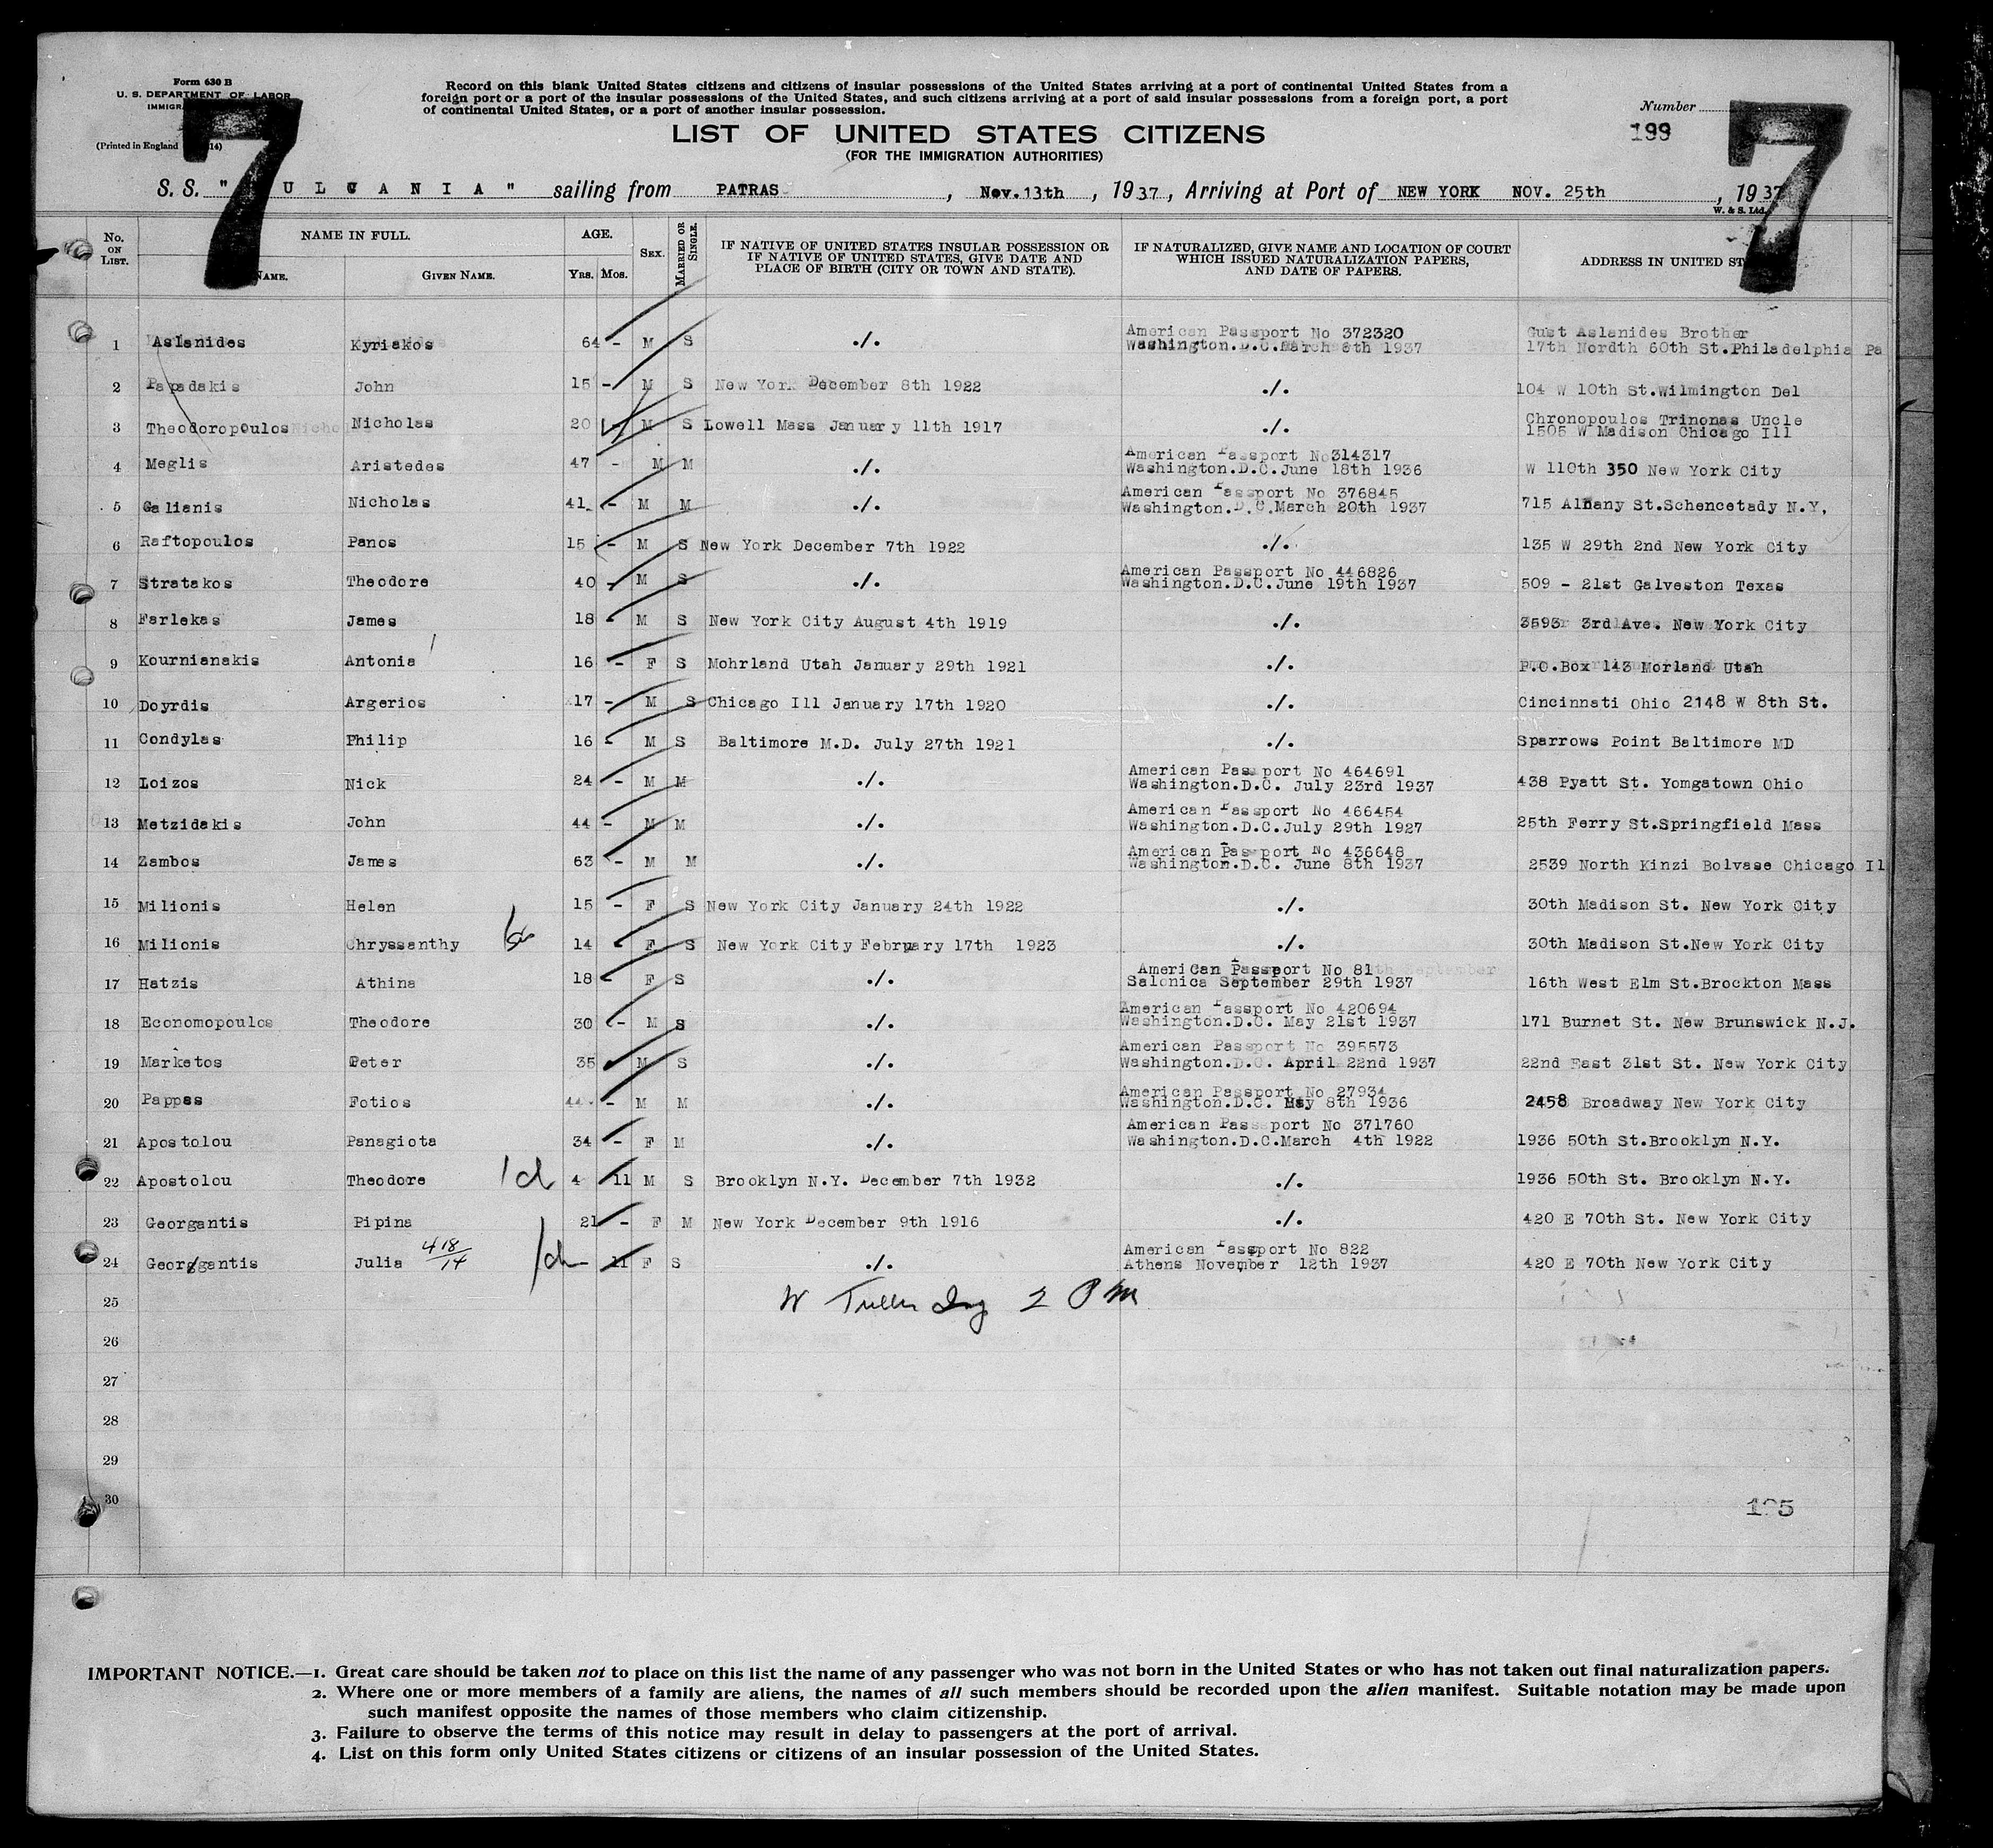 Form 630 B
U. S. DEPARTMENT OF LABOR
(Printed in England
Record on this blank United States citizens and citizens of insular possessions of the United States arriving at a port of continental United States from a
foreign port or a port of the insular possessions of the United States, and such citizens arriving at a port of said insular possessions from a foreign port, a port
of continental United States, or a port of another insular possession.
LIST OF UNITED STATES CITIZENS
(FOR THE IMMIGRATION AUTHORITIES)
Number
199
7 7
S. S. " ULCANIA " sailing from PATRAS , Nov.13th , 1937, Arriving at Port of NEW YORK NOV. 25th , 1937
W. & S. Ltd.
No. ON LIST. NAME IN FULL. AGE. SEX. MARRIED OR SINGLE. IF NATIVE OF UNITED STATES INSULAR POSSESSION OR IF NATIVE OF UNITED STATES, GIVE DATE AND PLACE OF BIRTH (CITY OR TOWN AND STATE). IF NATURALIZED, GIVE NAME AND LOCATION OF COURT WHICH ISSUED NATURALIZATION PAPERS, AND DATE OF PAPERS. ADDRESS IN UNITED ST
NAME. GIVEN NAME. Yrs. Mos.
1 Aslanides Kyriakos 64 - M S ./. American Passport No 372320 Washington.D.C.March 8th 1937 Gust Aslanides Brother 17th Nordth 60th St.Philadelphia Pa
2 Papadakis John 15 - M S New York December 8th 1922 ./. 104 W 10th St.Wilmington Del
3 Theodoropoulos Nicholas 20 M S Lowell Mass January 11th 1917 ./. Chronopoulos Trinonas Uncle 1505 W Madison Chicago Ill
4 Meglis Aristedes 47 - M M ./. American Passport No 314317 Washington.D.C.June 18th 1936 W 110th 350 New York City
5 Galianis Nicholas 41 - M M ./. American Passport No 376845 Washington.D.C.March 20th 1937 715 Albany St.Schencetady N.Y,
6 Raftopoulos Panos 15 - M S New York December 7th 1922 ./. 135 W 29th 2nd New York City
7 Stratakos Theodore 40 - M S ./. American Passport No 446826 Washington.D.C.June 19th 1937 509 - 21st Galveston Texas
8 Farlekas James 18 - M S New York City August 4th 1919 ./. 3593 3rd Ave. New York City
9 Kournianakis Antonia 16 - F S Mohrland Utah January 29th 1921 ./. P.O.Box 143 Morland Utah
10 Doyrdis Argerios 17 - M S Chicago Ill January 17th 1920 ./. Cincinnati Ohio 2148 W 8th St.
11 Condylas Philip 16 - M S Baltimore M.D. July 27th 1921 ./. Sparrows Point Baltimore MD
12 Loizos Nick 24 - M M ./. American Passport No 464691 Washington.D.C. July 23rd 1937 438 Pyatt St. Yomgatown Ohio
13 Metzidakis John 44 - M M ./. American Passport No 466454 Washington.D.C.July 29th 1927 25th Ferry St.Springfield Mass
14 Zambos James 63 - M M ./. American Passport No 436648 Washington.D.C. June 8th 1937 2539 North Kinzi Bolvase Chicago Il
15 Milionis Helen 15 - F S New York City January 24th 1922 ./. 30th Madison St. New York City
16 Milionis Chryssanthy 14 - F S New York City February 17th 1923 ./. 30th Madison St.New York City
17 Hatzis Athina 18 - F S ./. American Passport No 81 Salonica September 29th 1937 16th West Elm St.Brockton Mass
18 Economopoulos Theodore 30 - M S ./. American Passport No 420694 Washington.D.C. May 21st 1937 171 Burnet St. New Brunswick N.J.
19 Marketos Peter 35 M S ./. American Passport No 395573 Washington.D.C. April 22nd 1937 22nd East 31st St. New York City
20 Pappas Fotios 44 - M M ./. American Passport No 27934 Washington.D.C. May 8th 1936 2458 Broadway New York City
21 Apostolou Panagiota 34 - F M ./. American Passport No 371760 Washington.D.C.March 4th 1922 1936 50th St.Brooklyn N.Y.
22 Apostolou Theodore 4 11 M S Brooklyn N.Y. December 7th 1932 ./. 1936 50th St. Brooklyn N.Y.
23 Georgantis Pipina 21 - F M New York December 9th 1916 ./. 420 E 70th St. New York City
24 Georgantis Julia 418/14 - 11 F S ./. American Passport No 822 Athens November 12th 1937 420 E 70th New York City
25
2 PM
26
27
28
29
30
IMPORTANT NOTICE.—1. Great care should be taken not to place on this list the name of any passenger who was not born in the United States or who has not taken out final naturalization papers.
2. Where one or more members of a family are aliens, the names of all such members should be recorded upon the alien manifest. Suitable notation may be made upon
such manifest opposite the names of those members who claim citizenship.
3. Failure to observe the terms of this notice may result in delay to passengers at the port of arrival.
4. List on this form only United States citizens or citizens of an insular possession of the United States.